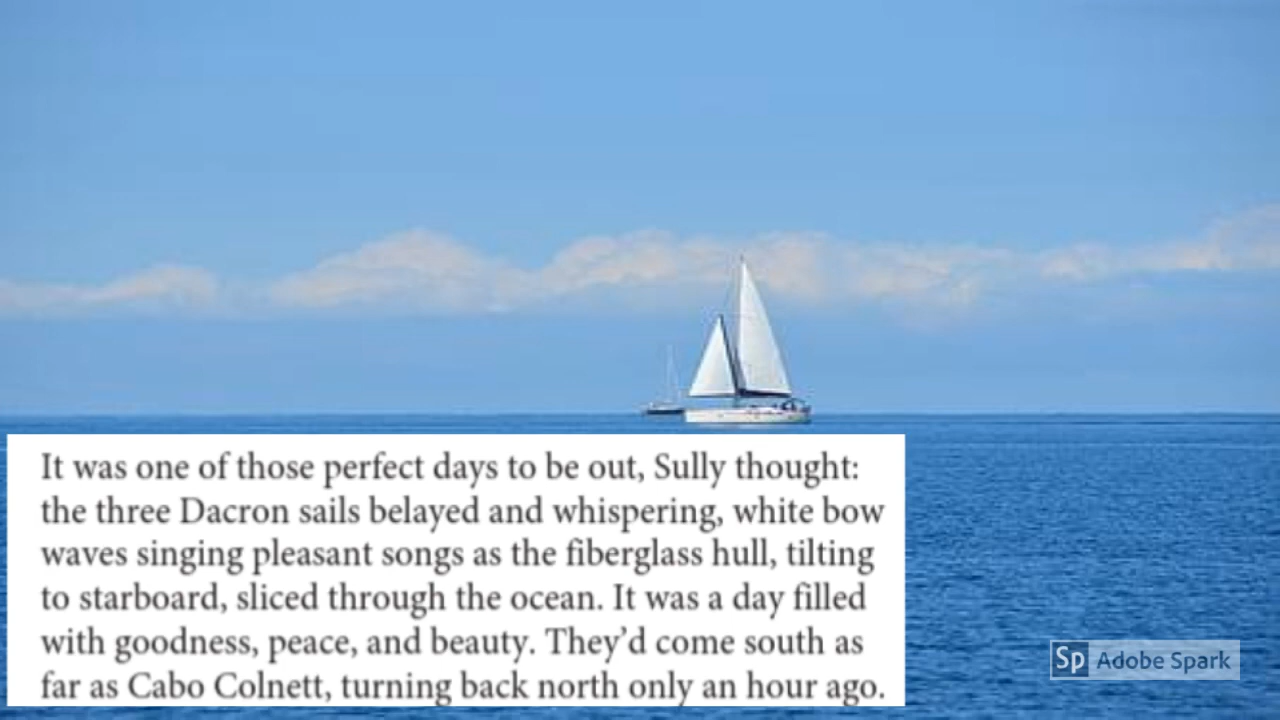 It was one of those perfect days to be out, Sully thought:
the three Dacron sails belayed and whispering, white bow
waves singing pleasant songs as the fiberglass hull, tilting
to starboard, sliced through the ocean. It was a day filled
with goodness, peace, and beauty. They’d come south as
far as Cabo Colnett, turning back north only an hour ago.
Sp Adobe Spark